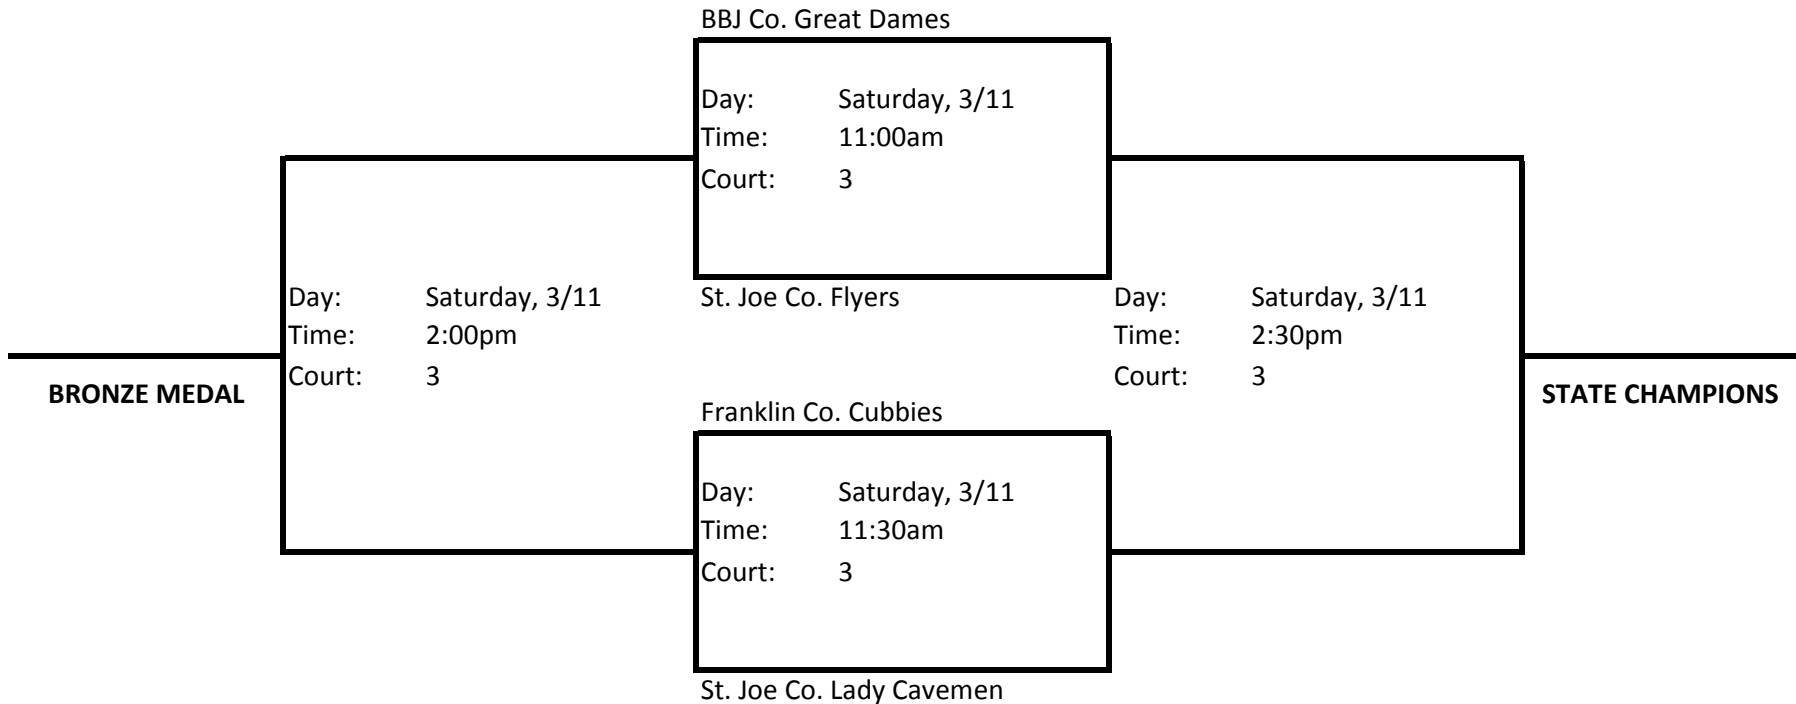 BBJ Co. Great Dames
Day: Saturday, 3/11
Time: 11:00am
Court: 3
St. Joe Co. Flyers
Day: Saturday, 3/11
Time: 2:00pm
Court: 3
BRONZE MEDAL
Day: Saturday, 3/11
Time: 2:30pm
Court: 3
STATE CHAMPIONS
Franklin Co. Cubbies
Day: Saturday, 3/11
Time: 11:30am
Court: 3
St. Joe Co. Lady Cavemen